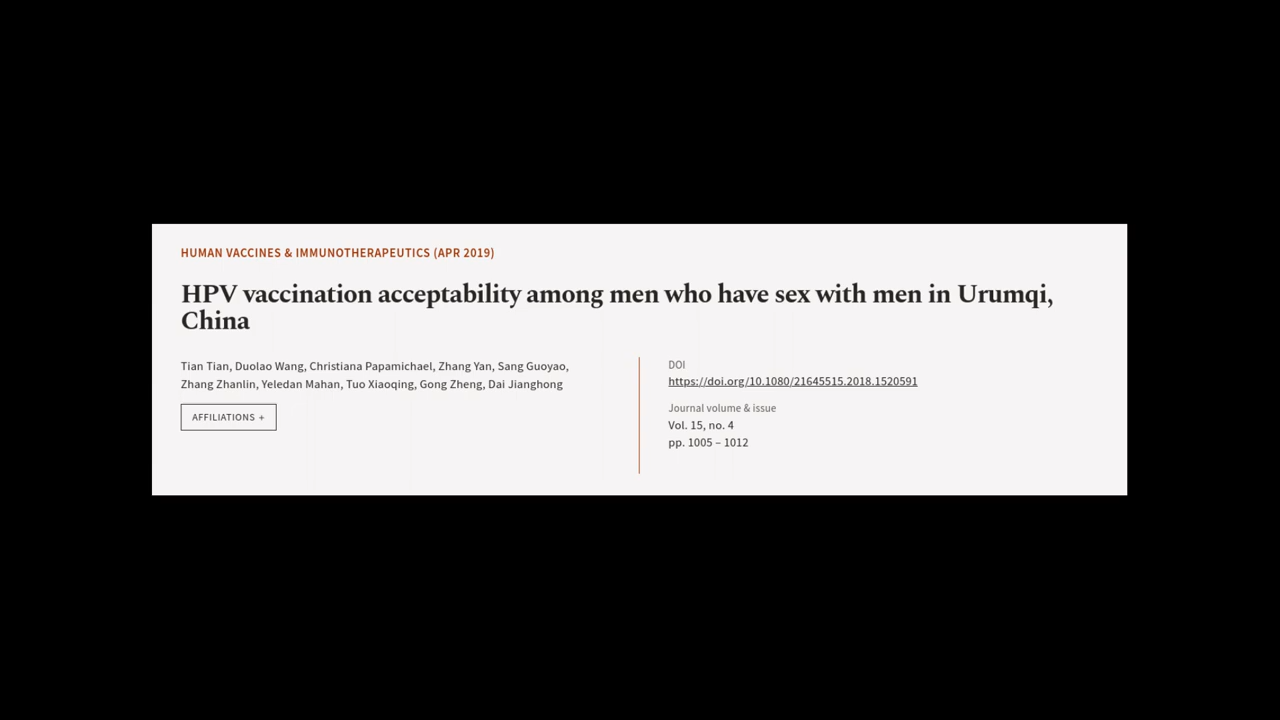 HUMAN VACCINES & IMMUNOTHERAPEUTICS (APR 2019)
HPV vaccination acceptability among men who have sex with men in Urumqi,
China
Tian Tian, Duolao Wang, Christiana Papamichael, Zhang Yan, Sang Guoyao,
Zhang Zhanlin, Yeledan Mahan, Tuo Xiaoqing, Gong Zheng, Dai Jianghong
AFFILIATIONS +
DOI
https://doi.org/10.1080/21645515.2018.1520591
Journal volume & issue
Vol. 15, no. 4
pp. 1005 – 1012